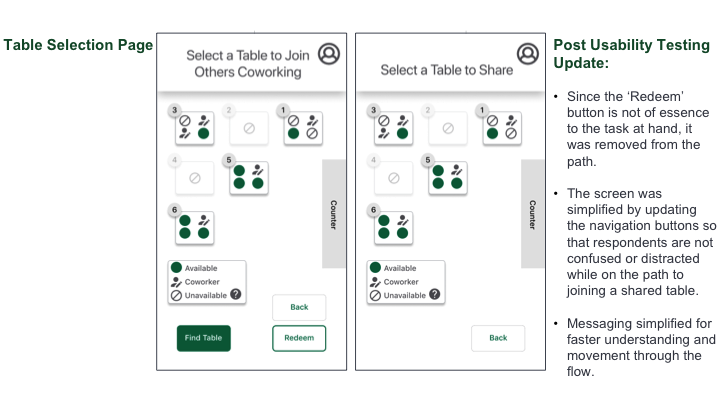 Table Selection Page
Select a Table to Join
Others Coworking
3
2
1
4
5
6
Counter
Available
Coworker
Unavailable ?
Back
Find Table
Redeem
Select a Table to Share
3
2
1
4
5
6
Counter
Available
Coworker
Unavailable ?
Back
Post Usability Testing
Update:
• Since the ‘Redeem’
button is not of essence
to the task at hand, it
was removed from the
path.
• The screen was
simplified by updating
the navigation buttons so
that respondents are not
confused or distracted
while on the path to
joining a shared table.
• Messaging simplified for
faster understanding and
movement through the
flow.